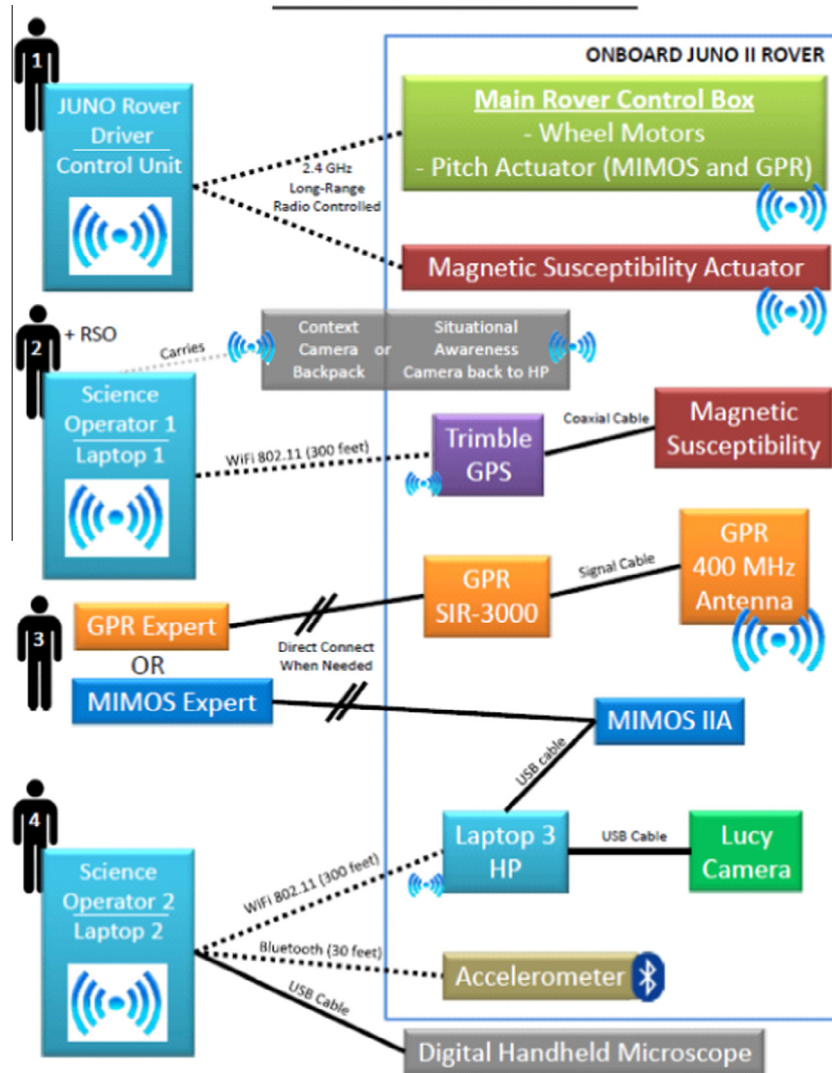 ONBOARD JUNO II ROVER
1
JUNO Rover
Driver
Control Unit
2.4 GHz
Long-Range
Radio Controlled
Main Rover Control Box
- Wheel Motors
- Pitch Actuator (MIMOS and GPR)
Magnetic Susceptibility Actuator
2
+ RSO
Carries
Context
Camera
Backpack
or
Situational
Awareness
Camera back to HP
Science
Operator 1
Laptop 1
WiFi 802.11 (300 feet)
Trimble
GPS
Coaxial Cable
Magnetic
Susceptibility
3
GPR Expert
OR
MIMOS Expert
Direct Connect
When Needed
GPR
SIR-3000
Signal Cable
GPR
400 MHz
Antenna
MIMOS IIA
USB cable
4
Science
Operator 2
Laptop 2
WiFi 802.11 (300 feet)
Laptop 3
HP
USB Cable
Lucy
Camera
Bluetooth (30 feet)
Accelerometer
USB Cable
Digital Handheld Microscope